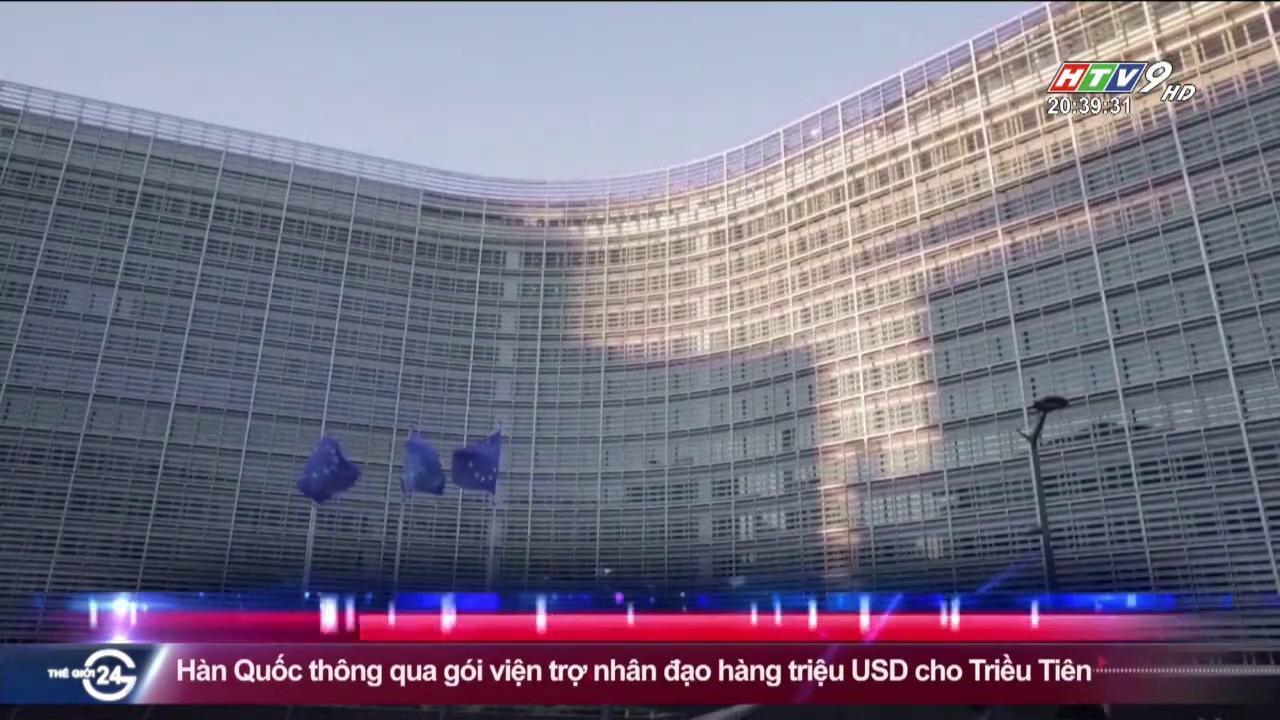 HTV9
HD
20:39:31
THẾ GIỚI
24G
Hàn Quốc thông qua gói viện trợ nhân đạo hàng triệu USD cho Triều Tiên